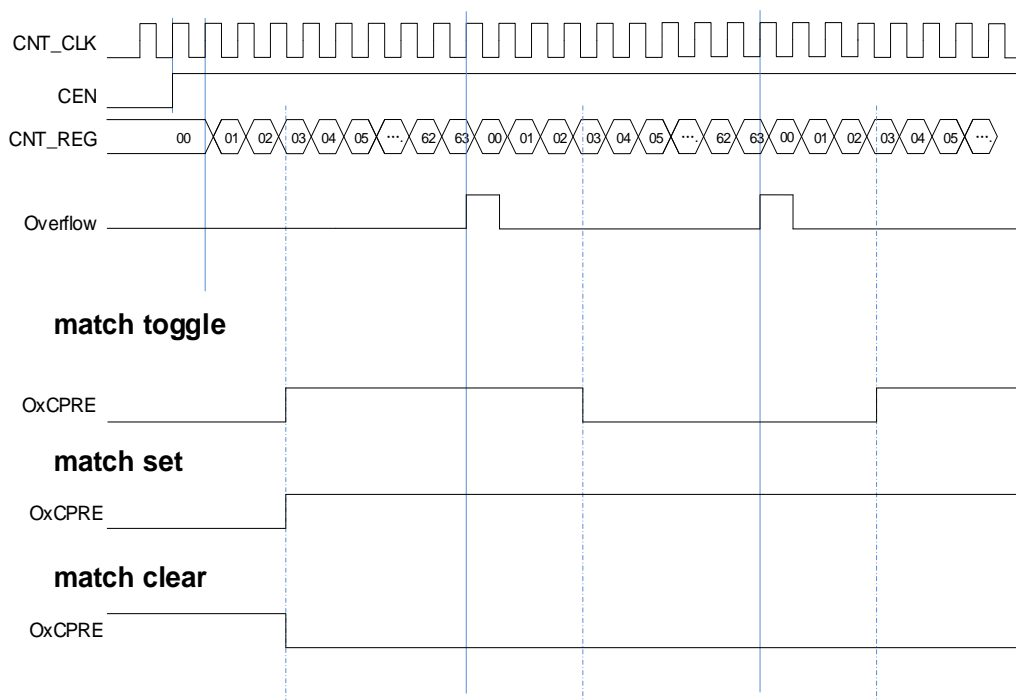 CNT_CLK
CEN
CNT_REG 00 01 02 03 04 05 ···. 62 63 00 01 02 03 04 05 ···. 62 63 00 01 02 03 04 05 ···.
Overflow
match toggle
OxCPRE
match set
OxCPRE
match clear
OxCPRE